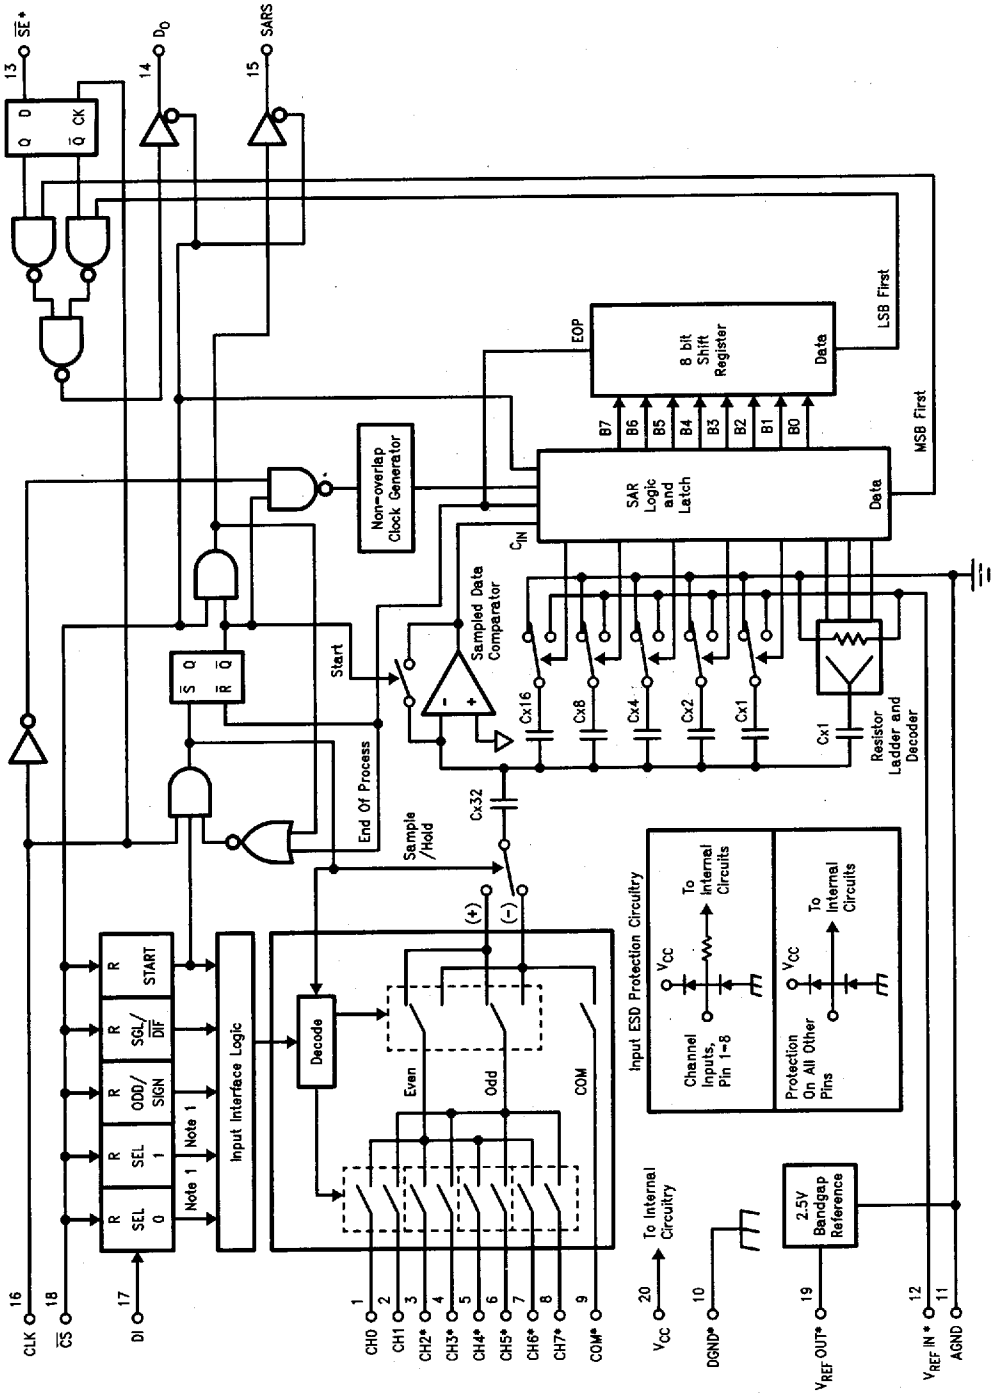 CLK 16
CS 18
DI 17
R R R R R
SEL 0
SEL 1
ODD/SIGN
SGL/DIF
START
Note 1 Note 1
Input Interface Logic
Decode
CH0 1
CH1 2
CH2* 3
CH3* 4
CH4* 5
CH5* 6
CH6* 7
CH7* 8
COM* 9
Even
Odd
COM
(+)
(-)
Sample
/Hold
End Of Process
S Q
R Q
Start
Cx32
- +
Sampled Data
Comparator
Cx16
Cx8
Cx4
Cx2
Cx1
Cx1
Resistor
Ladder and
Decoder
Non-overlap
Clock Generator
CIN
SAR
Logic
and
Latch
Data
B7
B6
B5
B4
B3
B2
B1
B0
EOP
8 bit
Shift
Register
Data
MSB First
LSB First
Q D
Q CK
13 SE*
14 DO
15 SARS
VCC 20
To Internal
Circuitry
DGND* 10
VREF OUT* 19
2.5V
Bandgap
Reference
VREF IN* 12
AGND 11
Input ESD Protection Circuitry
Channel
Inputs,
Pin 1-8
VCC
To
Internal
Circuits
Protection
On All Other
Pins
VCC
To
Internal
Circuits